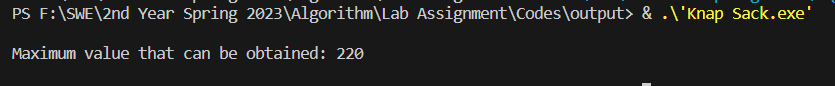 PS F:\SWE\2nd Year Spring 2023\Algorithm\Lab Assignment\Codes\output> & .\'Knap Sack.exe'
Maximum value that can be obtained: 220